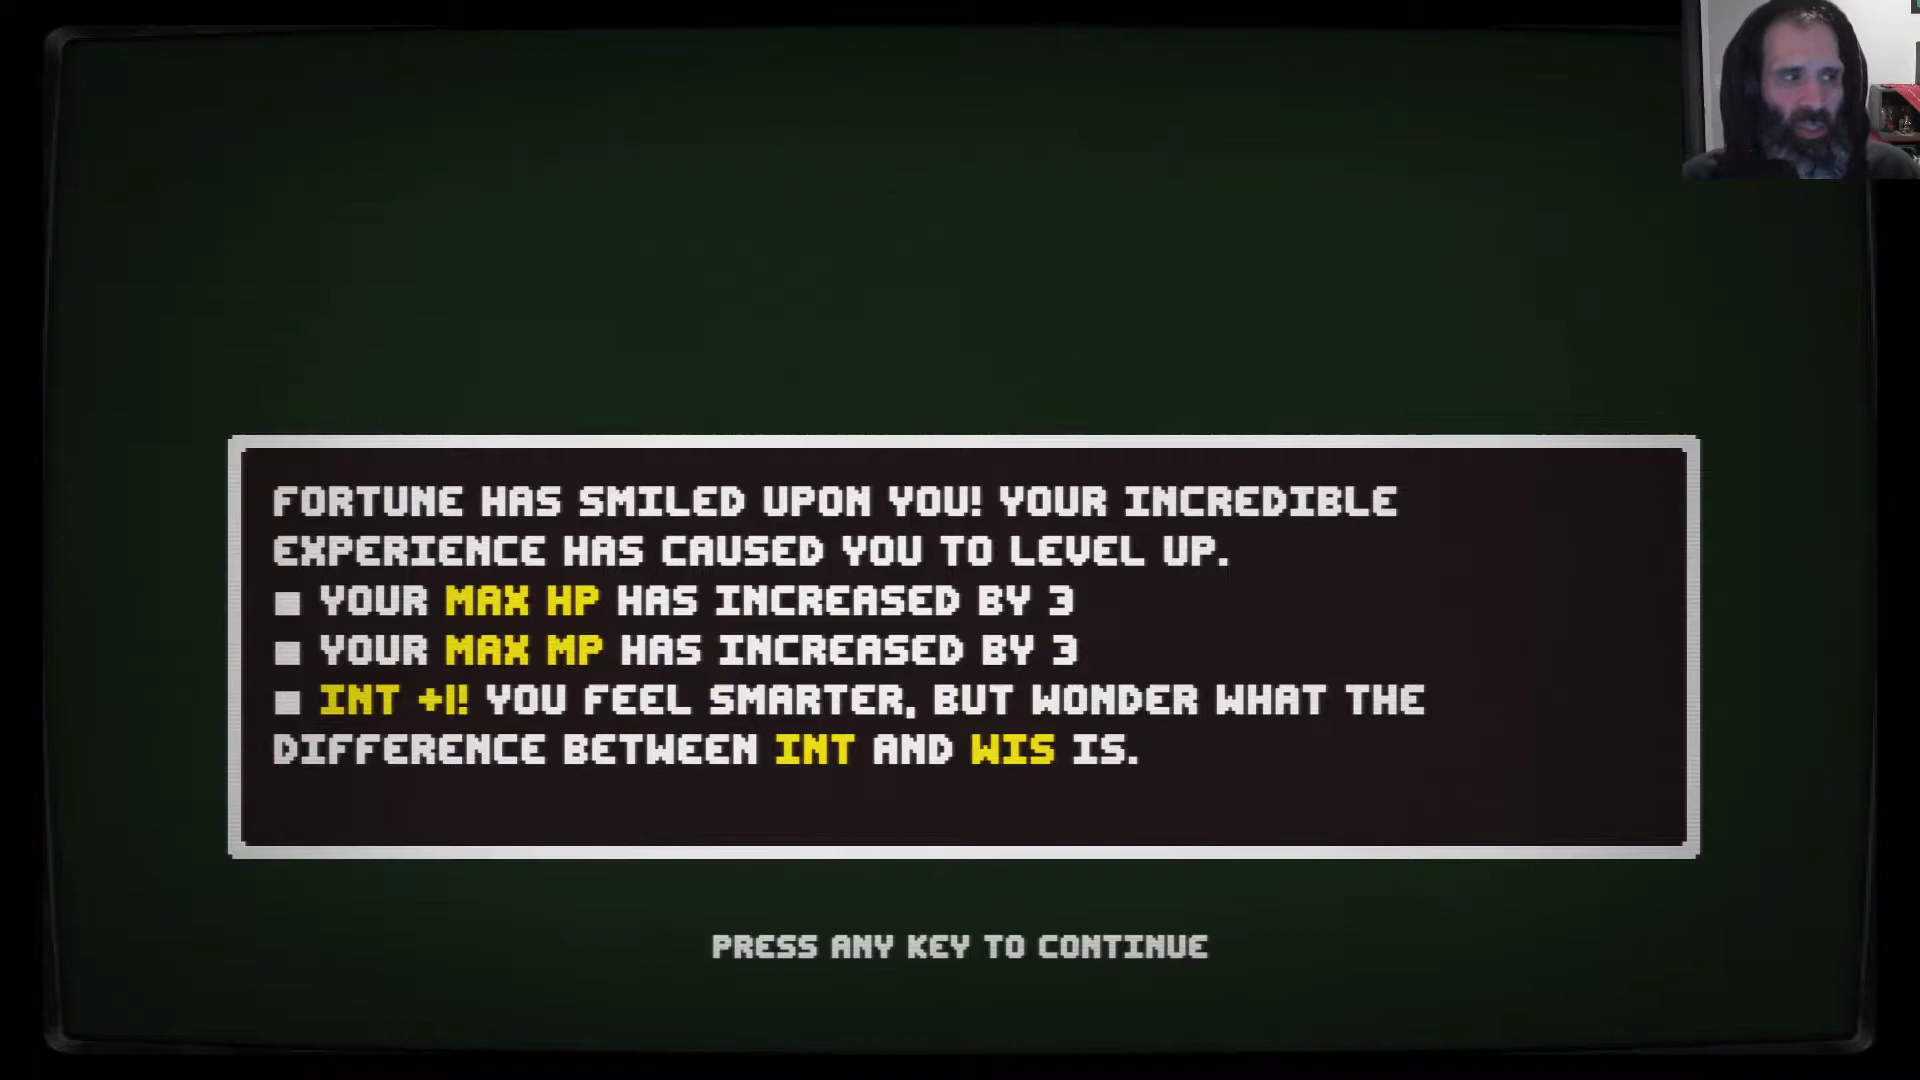 FORTUNE HAS SMILED UPON YOU! YOUR INCREDIBLE
EXPERIENCE HAS CAUSED YOU TO LEVEL UP.
■ YOUR MAX HP HAS INCREASED BY 3
■ YOUR MAX MP HAS INCREASED BY 3
■ INT +1! YOU FEEL SMARTER, BUT WONDER WHAT THE
DIFFERENCE BETWEEN INT AND WIS IS.
PRESS ANY KEY TO CONTINUE